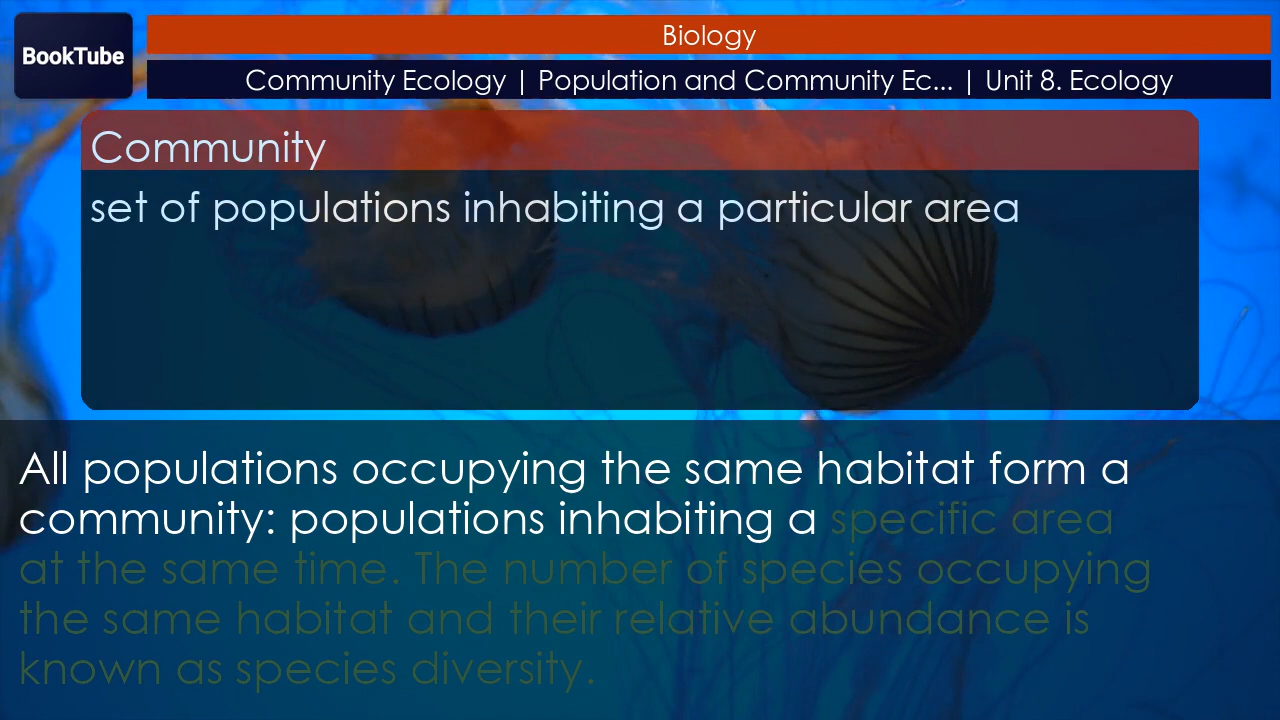 BookTube
Biology
Community Ecology | Population and Community Ec... | Unit 8. Ecology
Community
set of populations inhabiting a particular area
All populations occupying the same habitat form a
community: populations inhabiting a specific area
at the same time. The number of species occupying
the same habitat and their relative abundance is
known as species diversity.